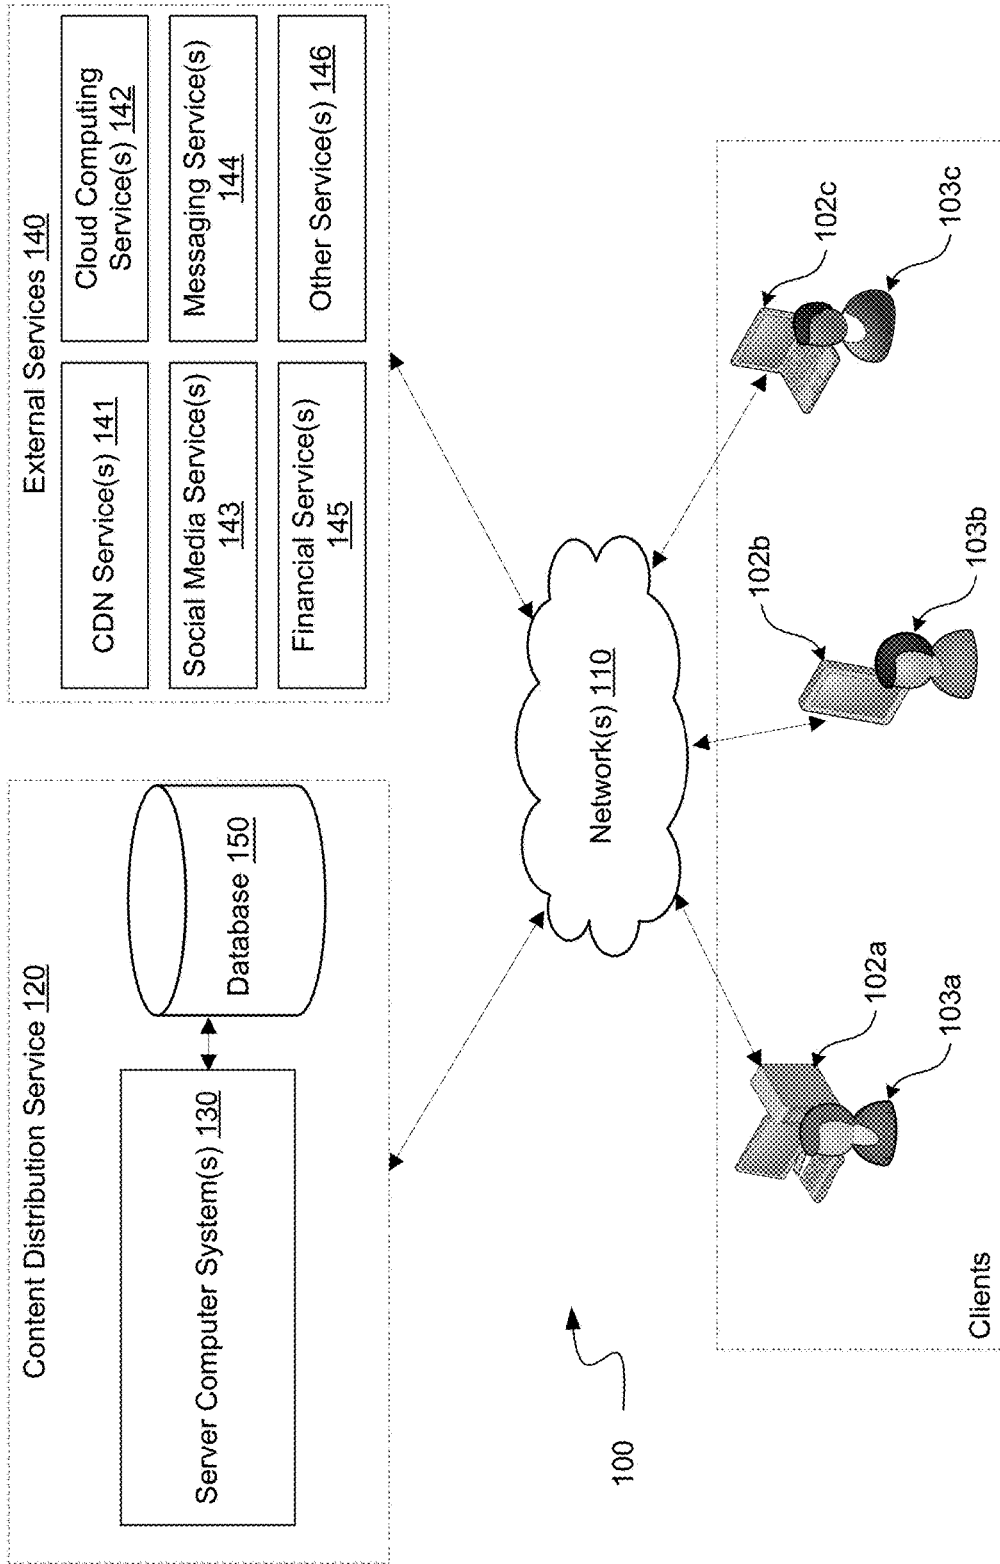 Content Distribution Service 120
Server Computer System(s) 130
Database 150
External Services 140
CDN Service(s) 141
Cloud Computing
Service(s) 142
Social Media Service(s)
143
Messaging Service(s)
144
Financial Service(s)
145
Other Service(s) 146
Network(s) 110
100
102a
103a
102b
103b
102c
103c
Clients